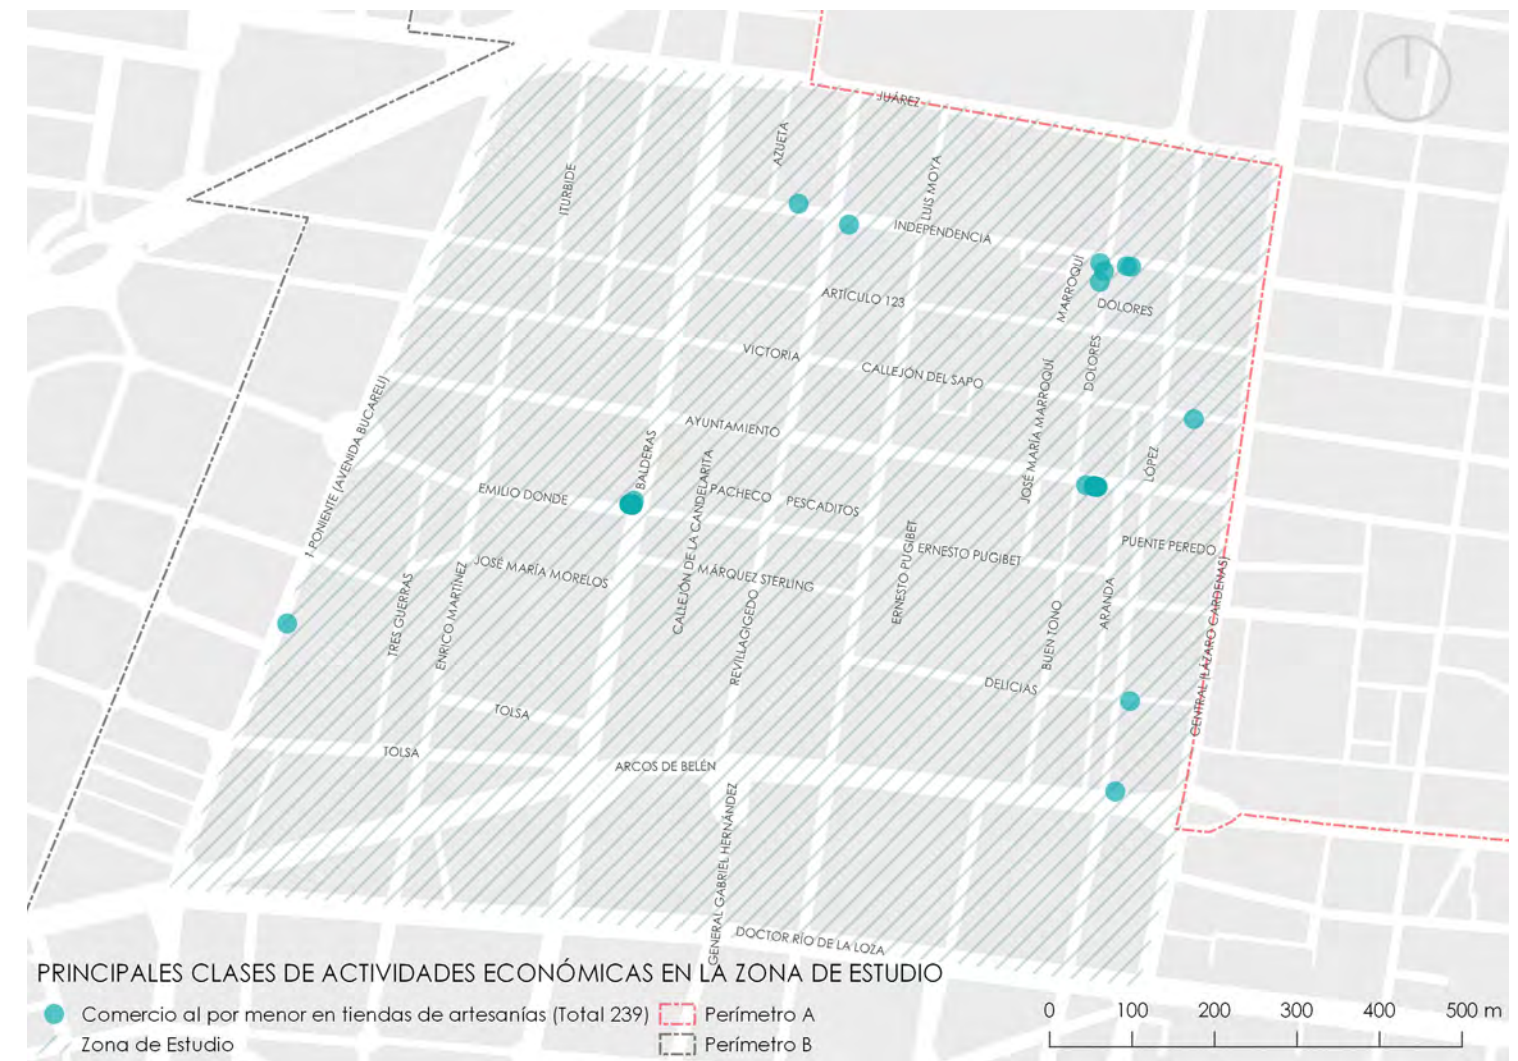 JUÁREZ
AZUETA
ITURBIDE
LUIS MOYA
INDEPENDENCIA
MARROQUÍ
ARTÍCULO 123
DOLORES
VICTORIA
CALLEJÓN DEL SAPO
DOLORES
JOSÉ MARÍA MARROQUÍ
1 PONIENTE (AVENIDA BUCARELI)
AYUNTAMIENTO
BALDERAS
LÓPEZ
CALLEJÓN DE LA CANDELARITA
EMILIO DONDE
PACHECO
PESCADITOS
ERNESTO PUGIBET
ERNESTO PUGIBET
PUENTE PEREDO
JOSÉ MARÍA MORELOS
MÁRQUEZ STERLING
TRES GUERRAS
ENRICO MARTÍNEZ
REVILLAGIGEDO
BUEN TONO
ARANDA
CENTRAL (LÁZARO CÁRDENAS)
DELICIAS
TOLSA
TOLSA
ARCOS DE BELÉN
GENERAL GABRIEL HERNÁNDEZ
DOCTOR RÍO DE LA LOZA
PRINCIPALES CLASES DE ACTIVIDADES ECONÓMICAS EN LA ZONA DE ESTUDIO
Comercio al por menor en tiendas de artesanías (Total 239)
Perímetro A
Zona de Estudio
Perímetro B
0 100 200 300 400 500 m